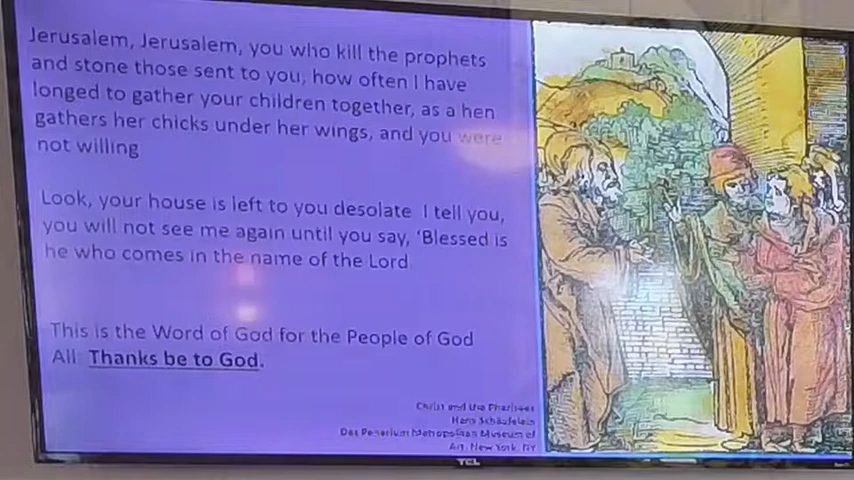 Jerusalem, Jerusalem, you who kill the prophets
and stone those sent to you, how often I have
longed to gather your children together, as a hen
gathers her chicks under her wings, and you were
not willing
Look, your house is left to you desolate I tell you,
you will not see me again until you say, 'Blessed is
he who comes in the name of the Lord
This is the Word of God for the People of God
All Thanks be to God.
Christ and the Pharisees
Hans Schäufelein
Das Plenarium Metropolitan Museum of
Art, New York, NY
TCL